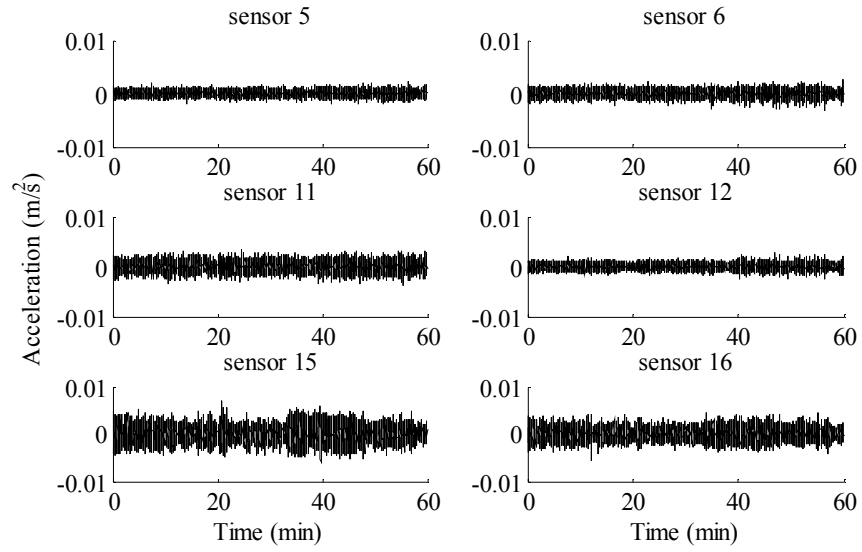 sensor 5 sensor 6
0.01 0.01
0 0
-0.01 -0.01
0 20 40 60 0 20 40 60
sensor 11 sensor 12
0.01 0.01
0 0
-0.01 -0.01
0 20 40 60 0 20 40 60
sensor 15 sensor 16
0.01 0.01
0 0
-0.01 -0.01
0 20 40 60 0 20 40 60
Time (min) Time (min)
Acceleration (m/s²)